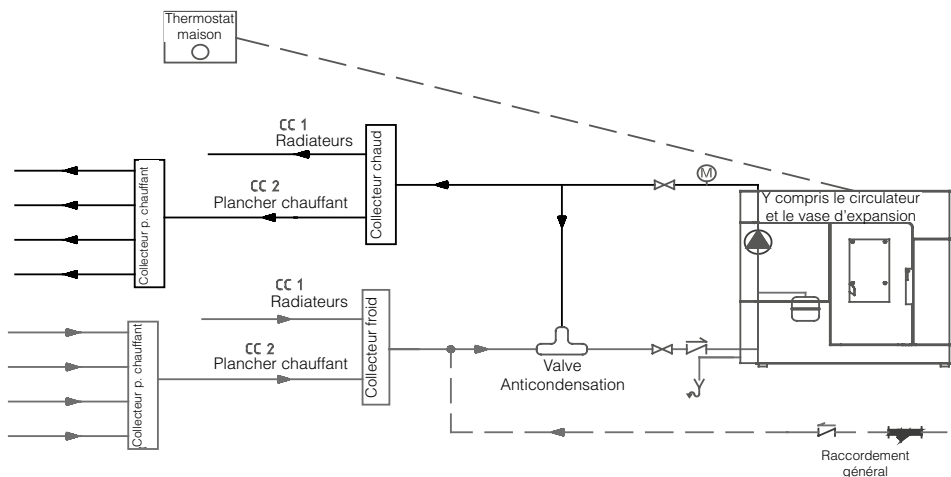 Thermostat
maison
CC 1
Radiateurs
Collecteur chaud
M
CC 2
Plancher chauffant
Collecteur p. chauffant
Y compris le circulateur
et le vase d'expansion
CC 1
Radiateurs
Collecteur froid
CC 2
Plancher chauffant
Collecteur p. chauffant
Valve
Anticondensation
Raccordement
général